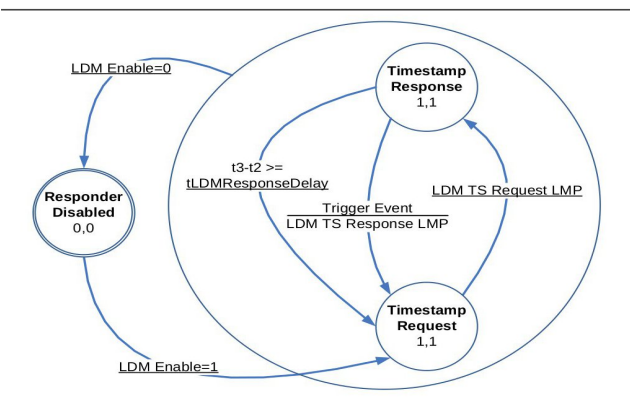 LDM Enable=0
Timestamp
Response
1,1
t3-t2 >=
tLDMResponseDelay
LDM TS Request LMP
Responder
Disabled
0,0
Trigger Event
LDM TS Response LMP
Timestamp
Request
1,1
LDM Enable=1